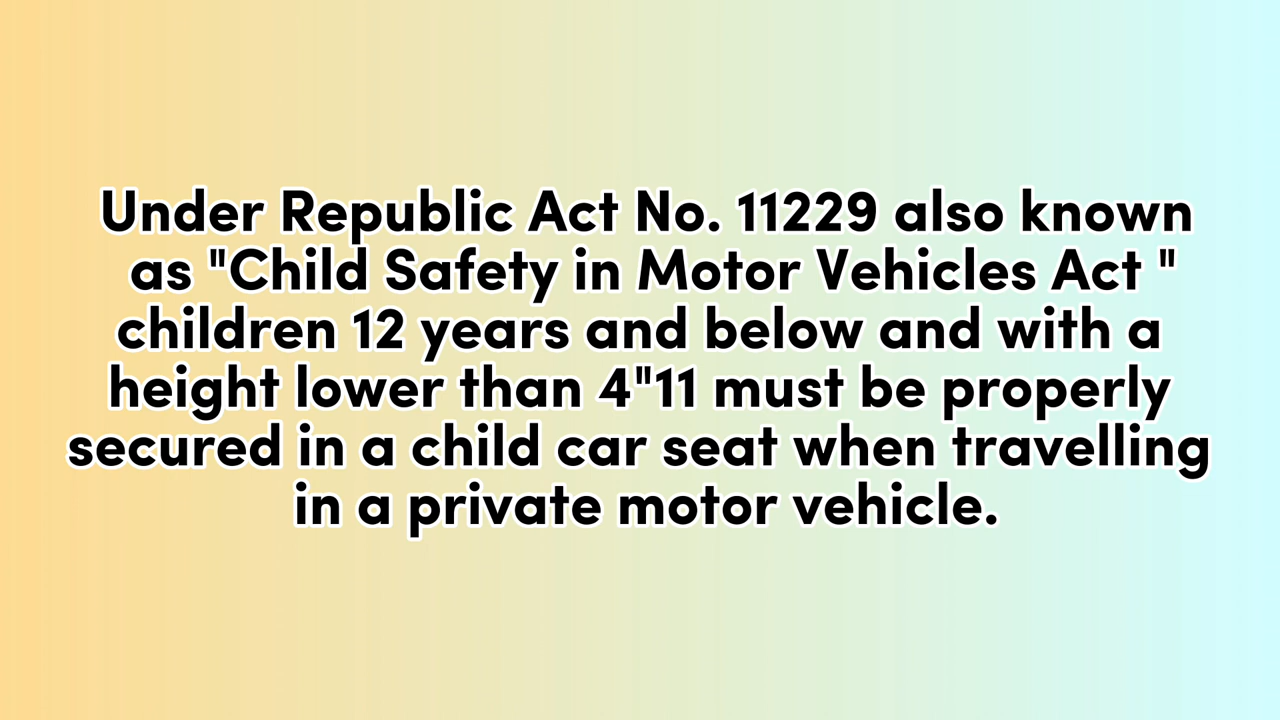 Under Republic Act No. 11229 also known
as "Child Safety in Motor Vehicles Act "
children 12 years and below and with a
height lower than 4"11 must be properly
secured in a child car seat when travelling
in a private motor vehicle.